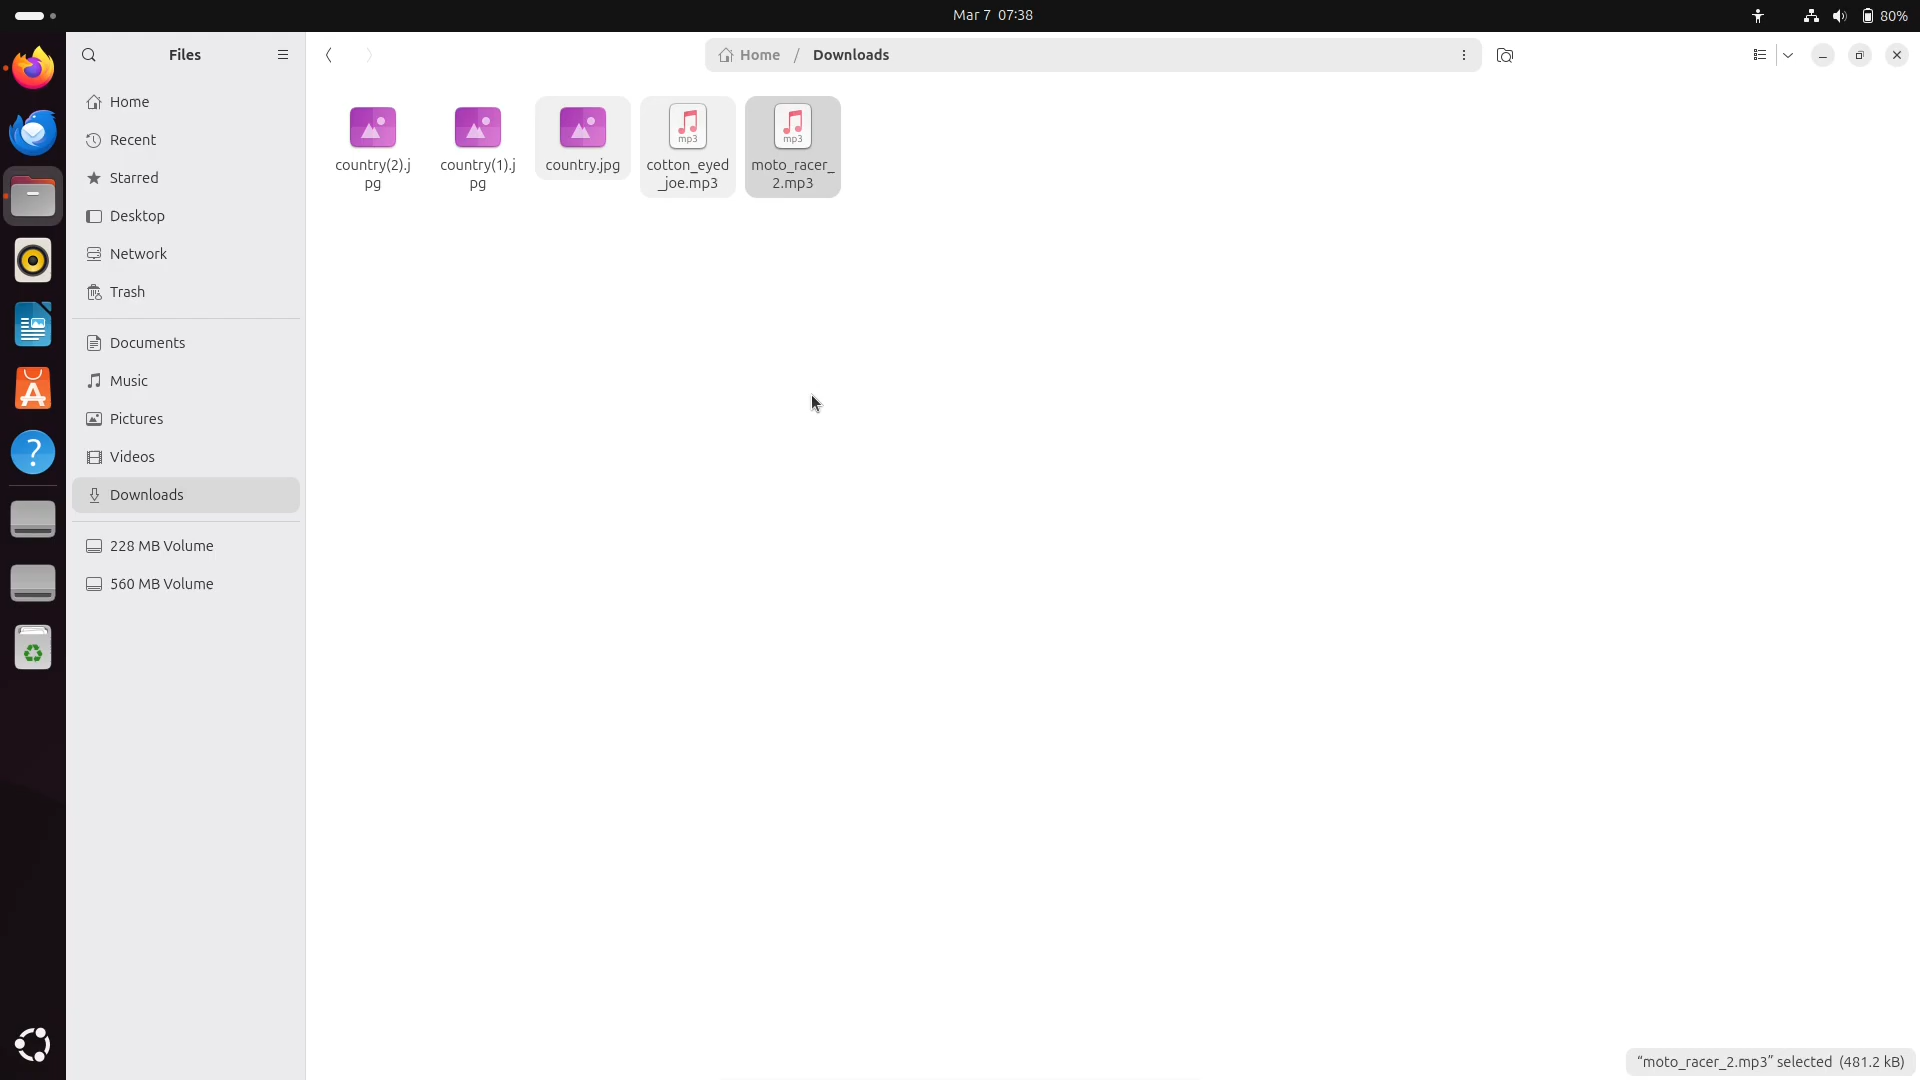 Mar 7 07:38
80%
Files
Home / Downloads
Home
Recent
Starred
Desktop
Network
Trash
Documents
Music
Pictures
Videos
Downloads
228 MB Volume
560 MB Volume
country(2).j
pg
country(1).j
pg
country.jpg
mp3
cotton_eyed
_joe.mp3
mp3
moto_racer_
2.mp3
“moto_racer_2.mp3” selected (481.2 kB)